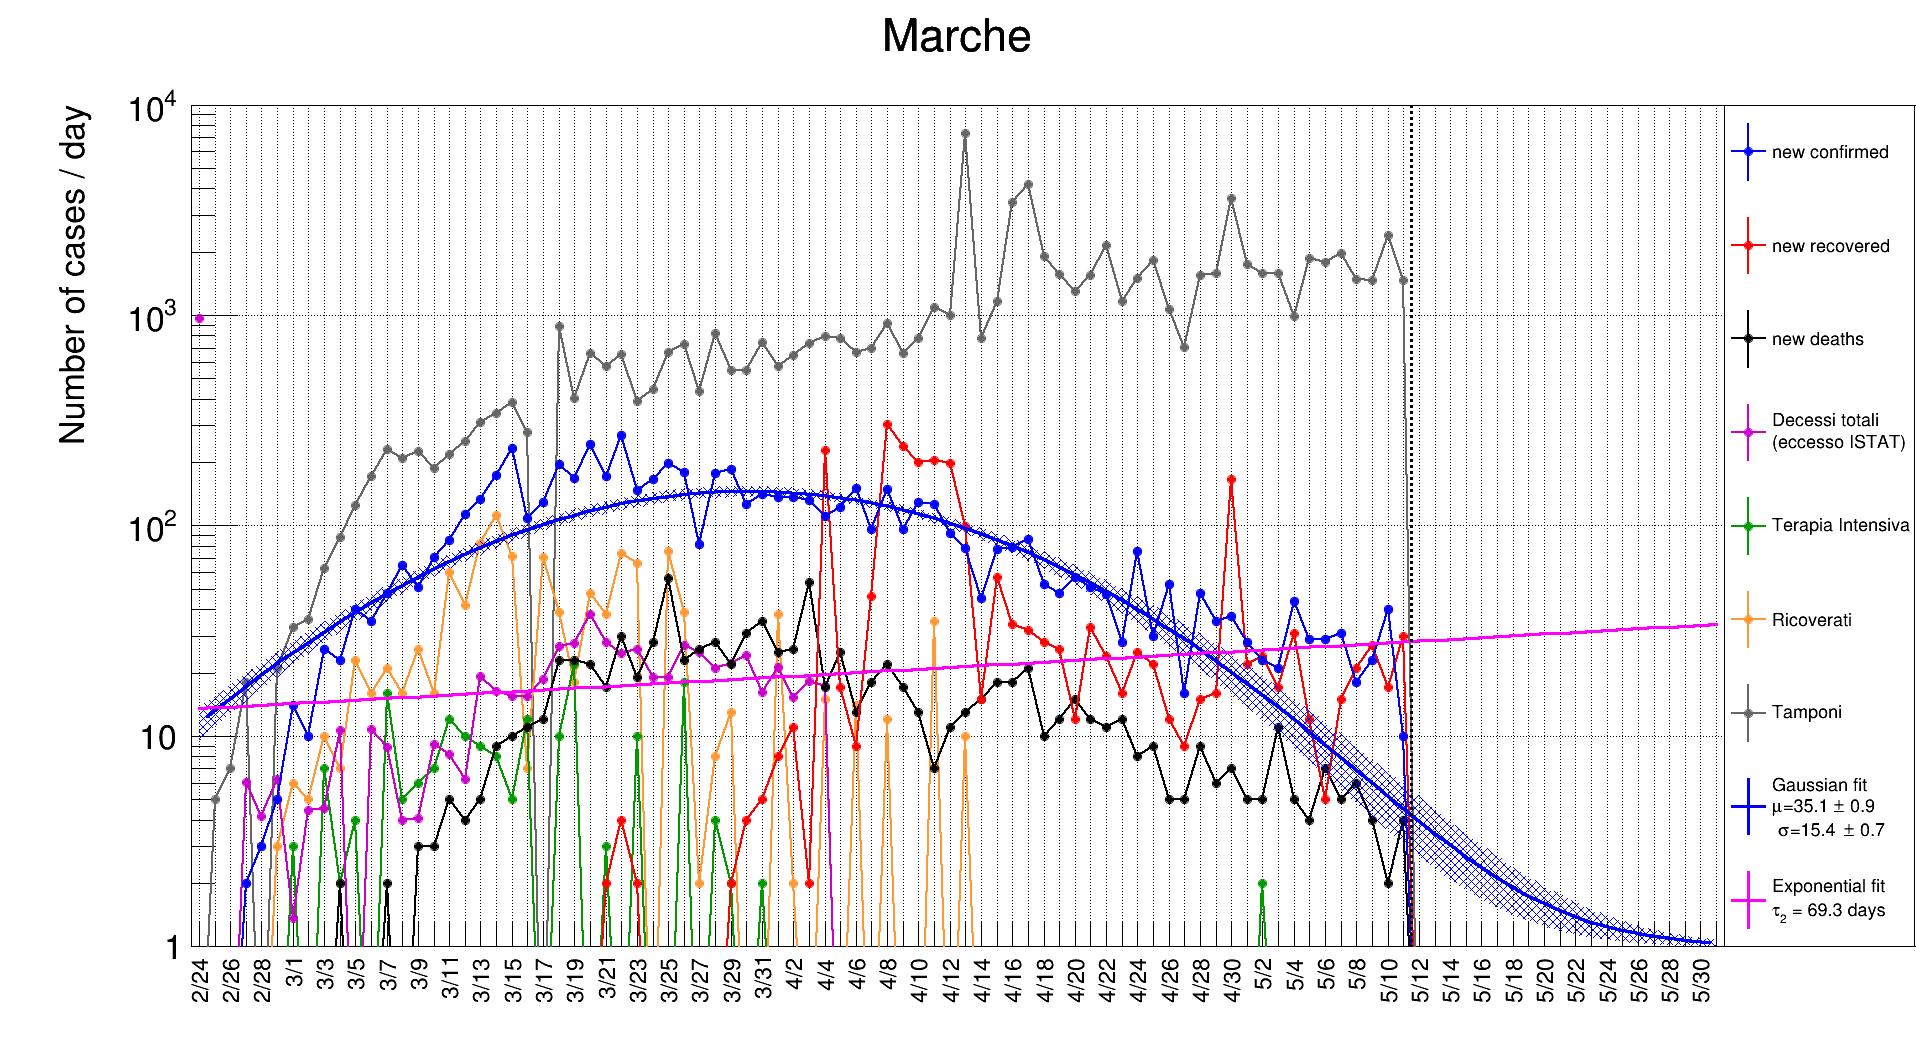 Marche
Number of cases / day
10^4
10^3
10^2
10
1
2/24 2/26 2/28 3/1 3/3 3/5 3/7 3/9 3/11 3/13 3/15 3/17 3/19 3/21 3/23 3/25 3/27 3/29 3/31 4/2 4/4 4/6 4/8 4/10 4/12 4/14 4/16 4/18 4/20 4/22 4/24 4/26 4/28 4/30 5/2 5/4 5/6 5/8 5/10 5/12 5/14 5/16 5/18 5/20 5/22 5/24 5/26 5/28 5/30
new confirmed
new recovered
new deaths
Decessi totali
(eccesso ISTAT)
Terapia Intensiva
Ricoverati
Tamponi
Gaussian fit
μ=35.1 ± 0.9
σ=15.4 ± 0.7
Exponential fit
τ₂ = 69.3 days